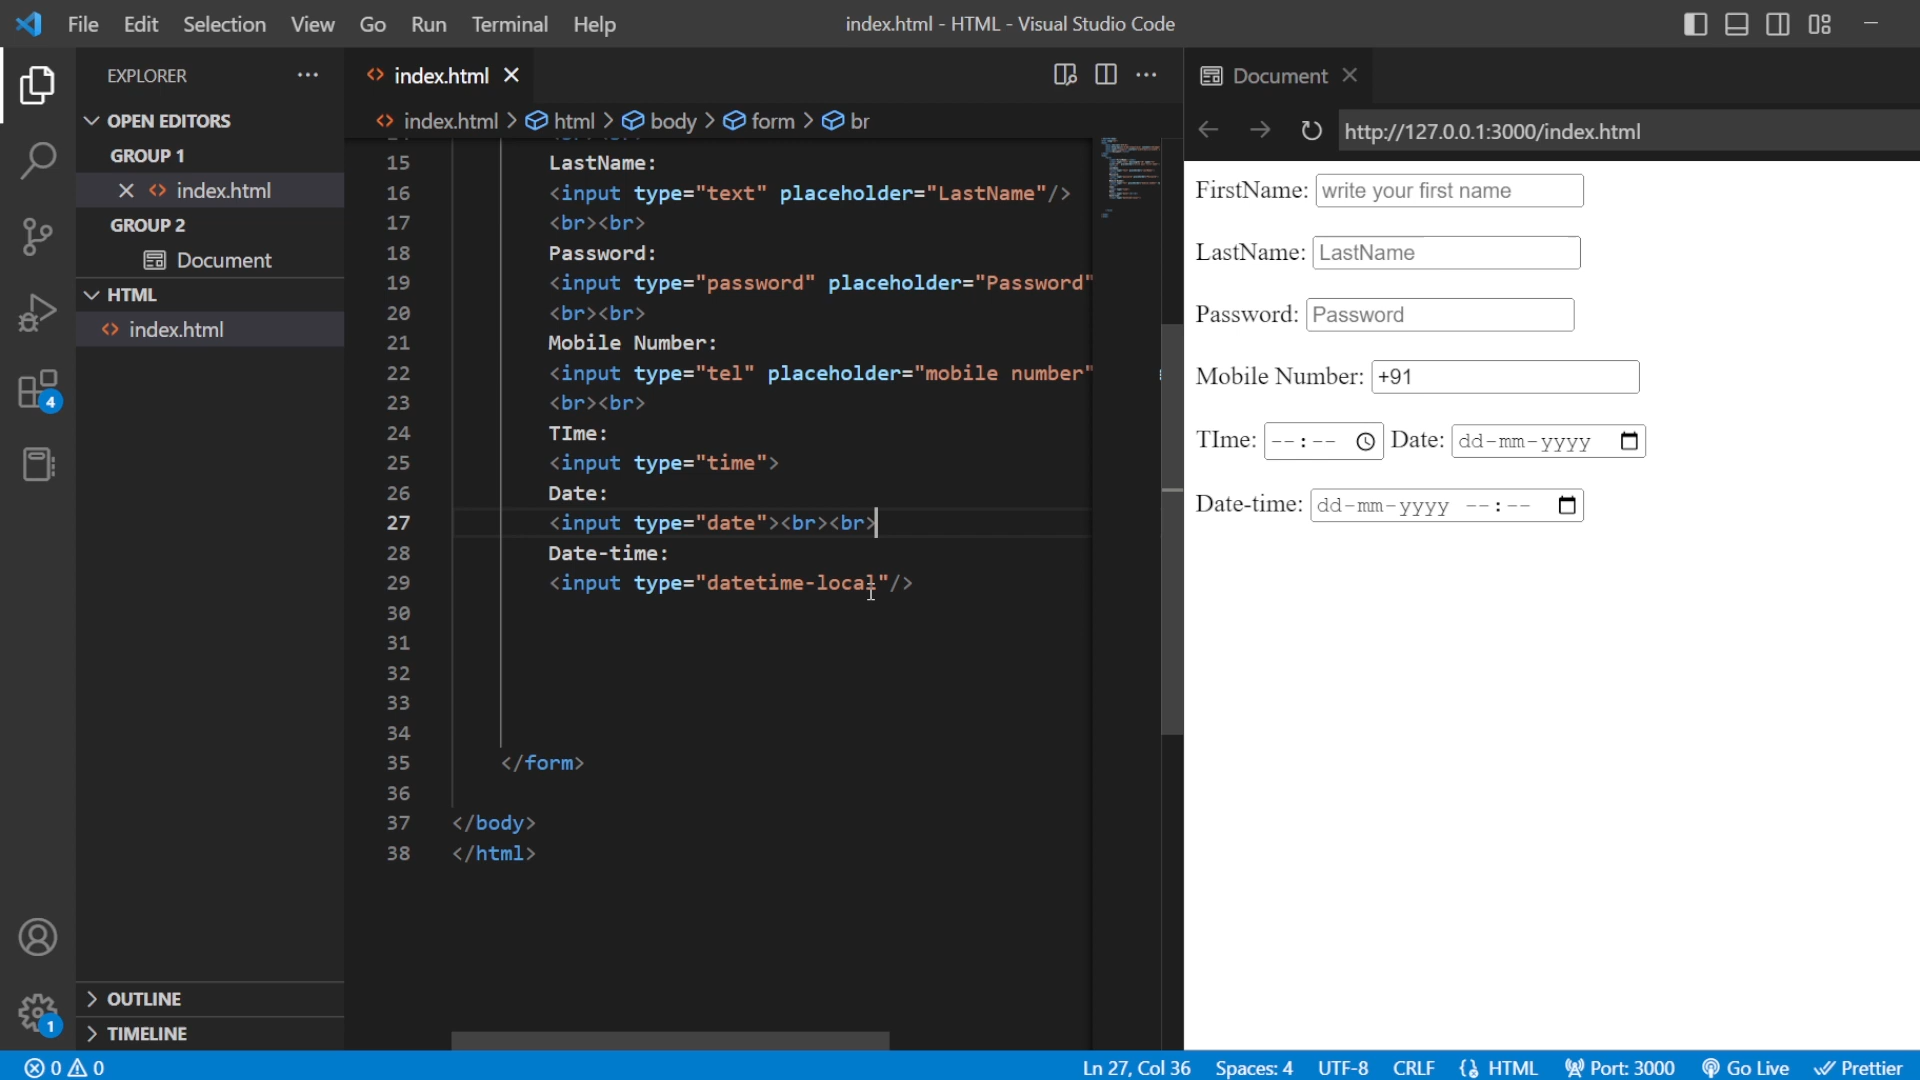 File Edit Selection View Go Run Terminal Help
index.html - HTML - Visual Studio Code
EXPLORER
OPEN EDITORS
GROUP 1
index.html
GROUP 2
Document
HTML
index.html
OUTLINE
TIMELINE
4
1
index.html
index.html > html > body > form > br
15 LastName:
16 <input type="text" placeholder="LastName"/>
17 <br><br>
18 Password:
19 <input type="password" placeholder="Password"
20 <br><br>
21 Mobile Number:
22 <input type="tel" placeholder="mobile number"
23 <br><br>
24 TIme:
25 <input type="time">
26 Date:
27 <input type="date"><br><br>
28 Date-time:
29 <input type="datetime-local"/>
30
31
32
33
34
35 </form>
36
37 </body>
38 </html>
Document
http://127.0.0.1:3000/index.html
FirstName: write your first name
LastName: LastName
Password: Password
Mobile Number: +91
TIme: --:-- Date: dd-mm-yyyy
Date-time: dd-mm-yyyy --:--
0 0 Ln 27, Col 36 Spaces: 4 UTF-8 CRLF HTML Port: 3000 Go Live Prettier